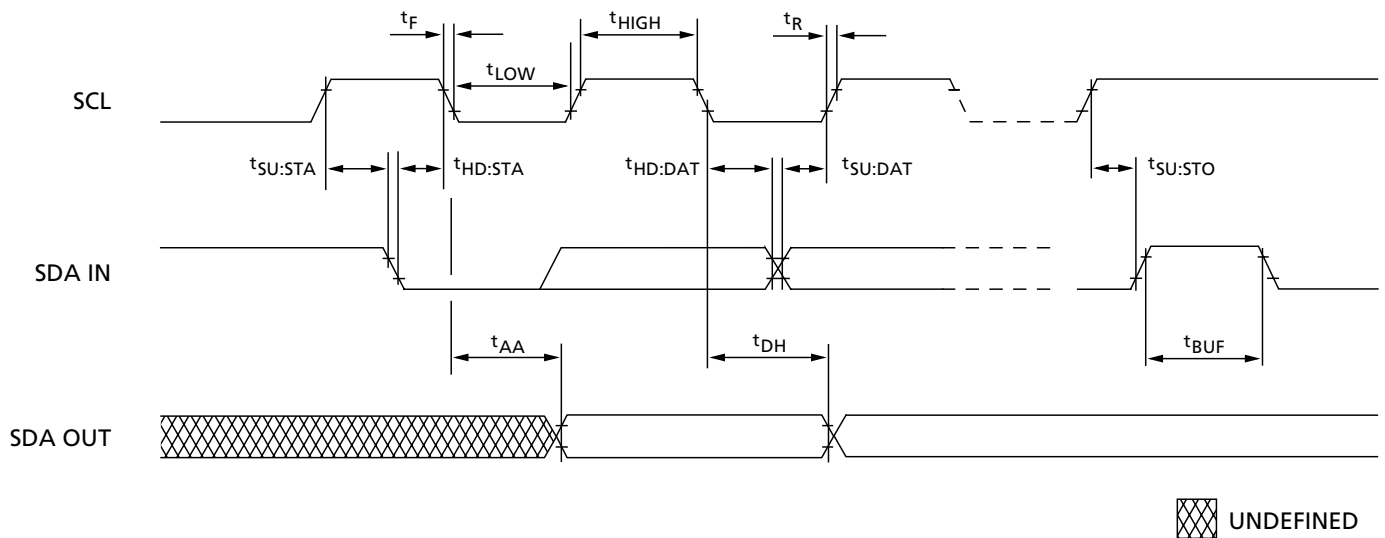 tF
tHIGH
tR
tLOW
SCL
tSU:STA
tHD:STA
tHD:DAT
tSU:DAT
tSU:STO
SDA IN
tAA
tDH
tBUF
SDA OUT
UNDEFINED